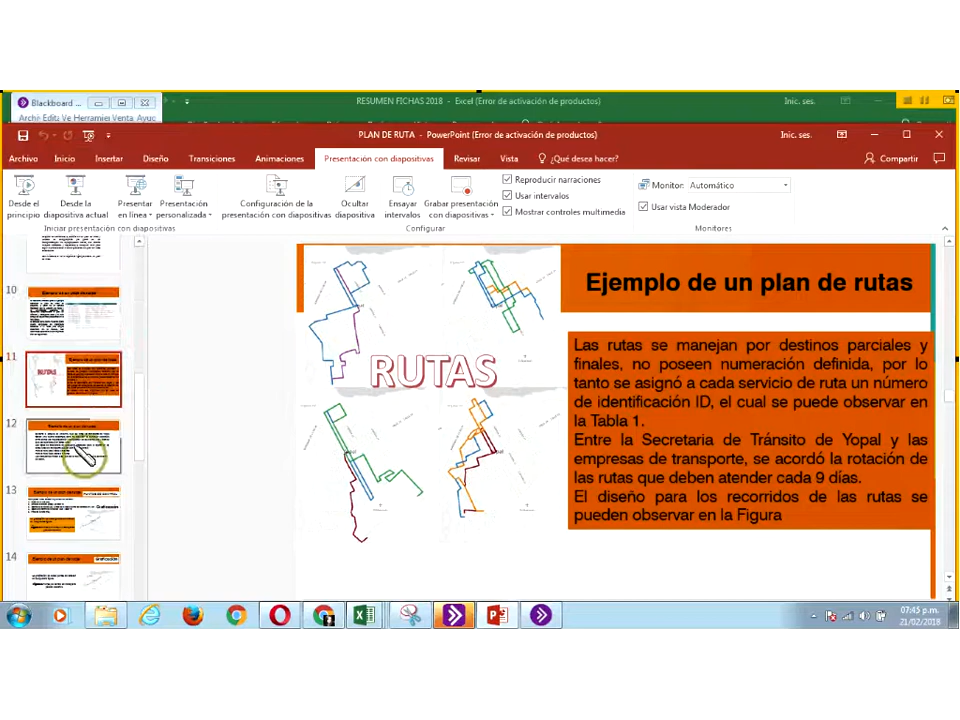 Blackboard ...
RESUMEN FICHAS 2018 - Excel (Error de activación de productos)
Inic. ses.
PLAN DE RUTA - PowerPoint (Error de activación de productos)
Inic. ses.
Archivo Inicio Insertar Diseño Transiciones Animaciones Presentación con diapositivas Revisar Vista ¿Qué desea hacer? Compartir
Desde el principio
Desde la diapositiva actual
Presentar en línea
Presentación personalizada
Configuración de la presentación con diapositivas
Ocultar diapositiva
Ensayar intervalos
Grabar presentación con diapositivas
Reproducir narraciones
Usar intervalos
Mostrar controles multimedia
Monitor: Automático
Usar vista Moderador
Iniciar presentación con diapositivas
Configurar
Monitores
10
11
12
13
14
RUTAS
Ejemplo de un plan de rutas
Las rutas se manejan por destinos parciales y
finales, no poseen numeración definida, por lo
tanto se asignó a cada servicio de ruta un número
de identificación ID, el cual se puede observar en
la Tabla 1.
Entre la Secretaria de Tránsito de Yopal y las
empresas de transporte, se acordó la rotación de
las rutas que deben atender cada 9 días.
El diseño para los recorridos de las rutas se
pueden observar en la Figura
07:45 p.m.
21/02/2018